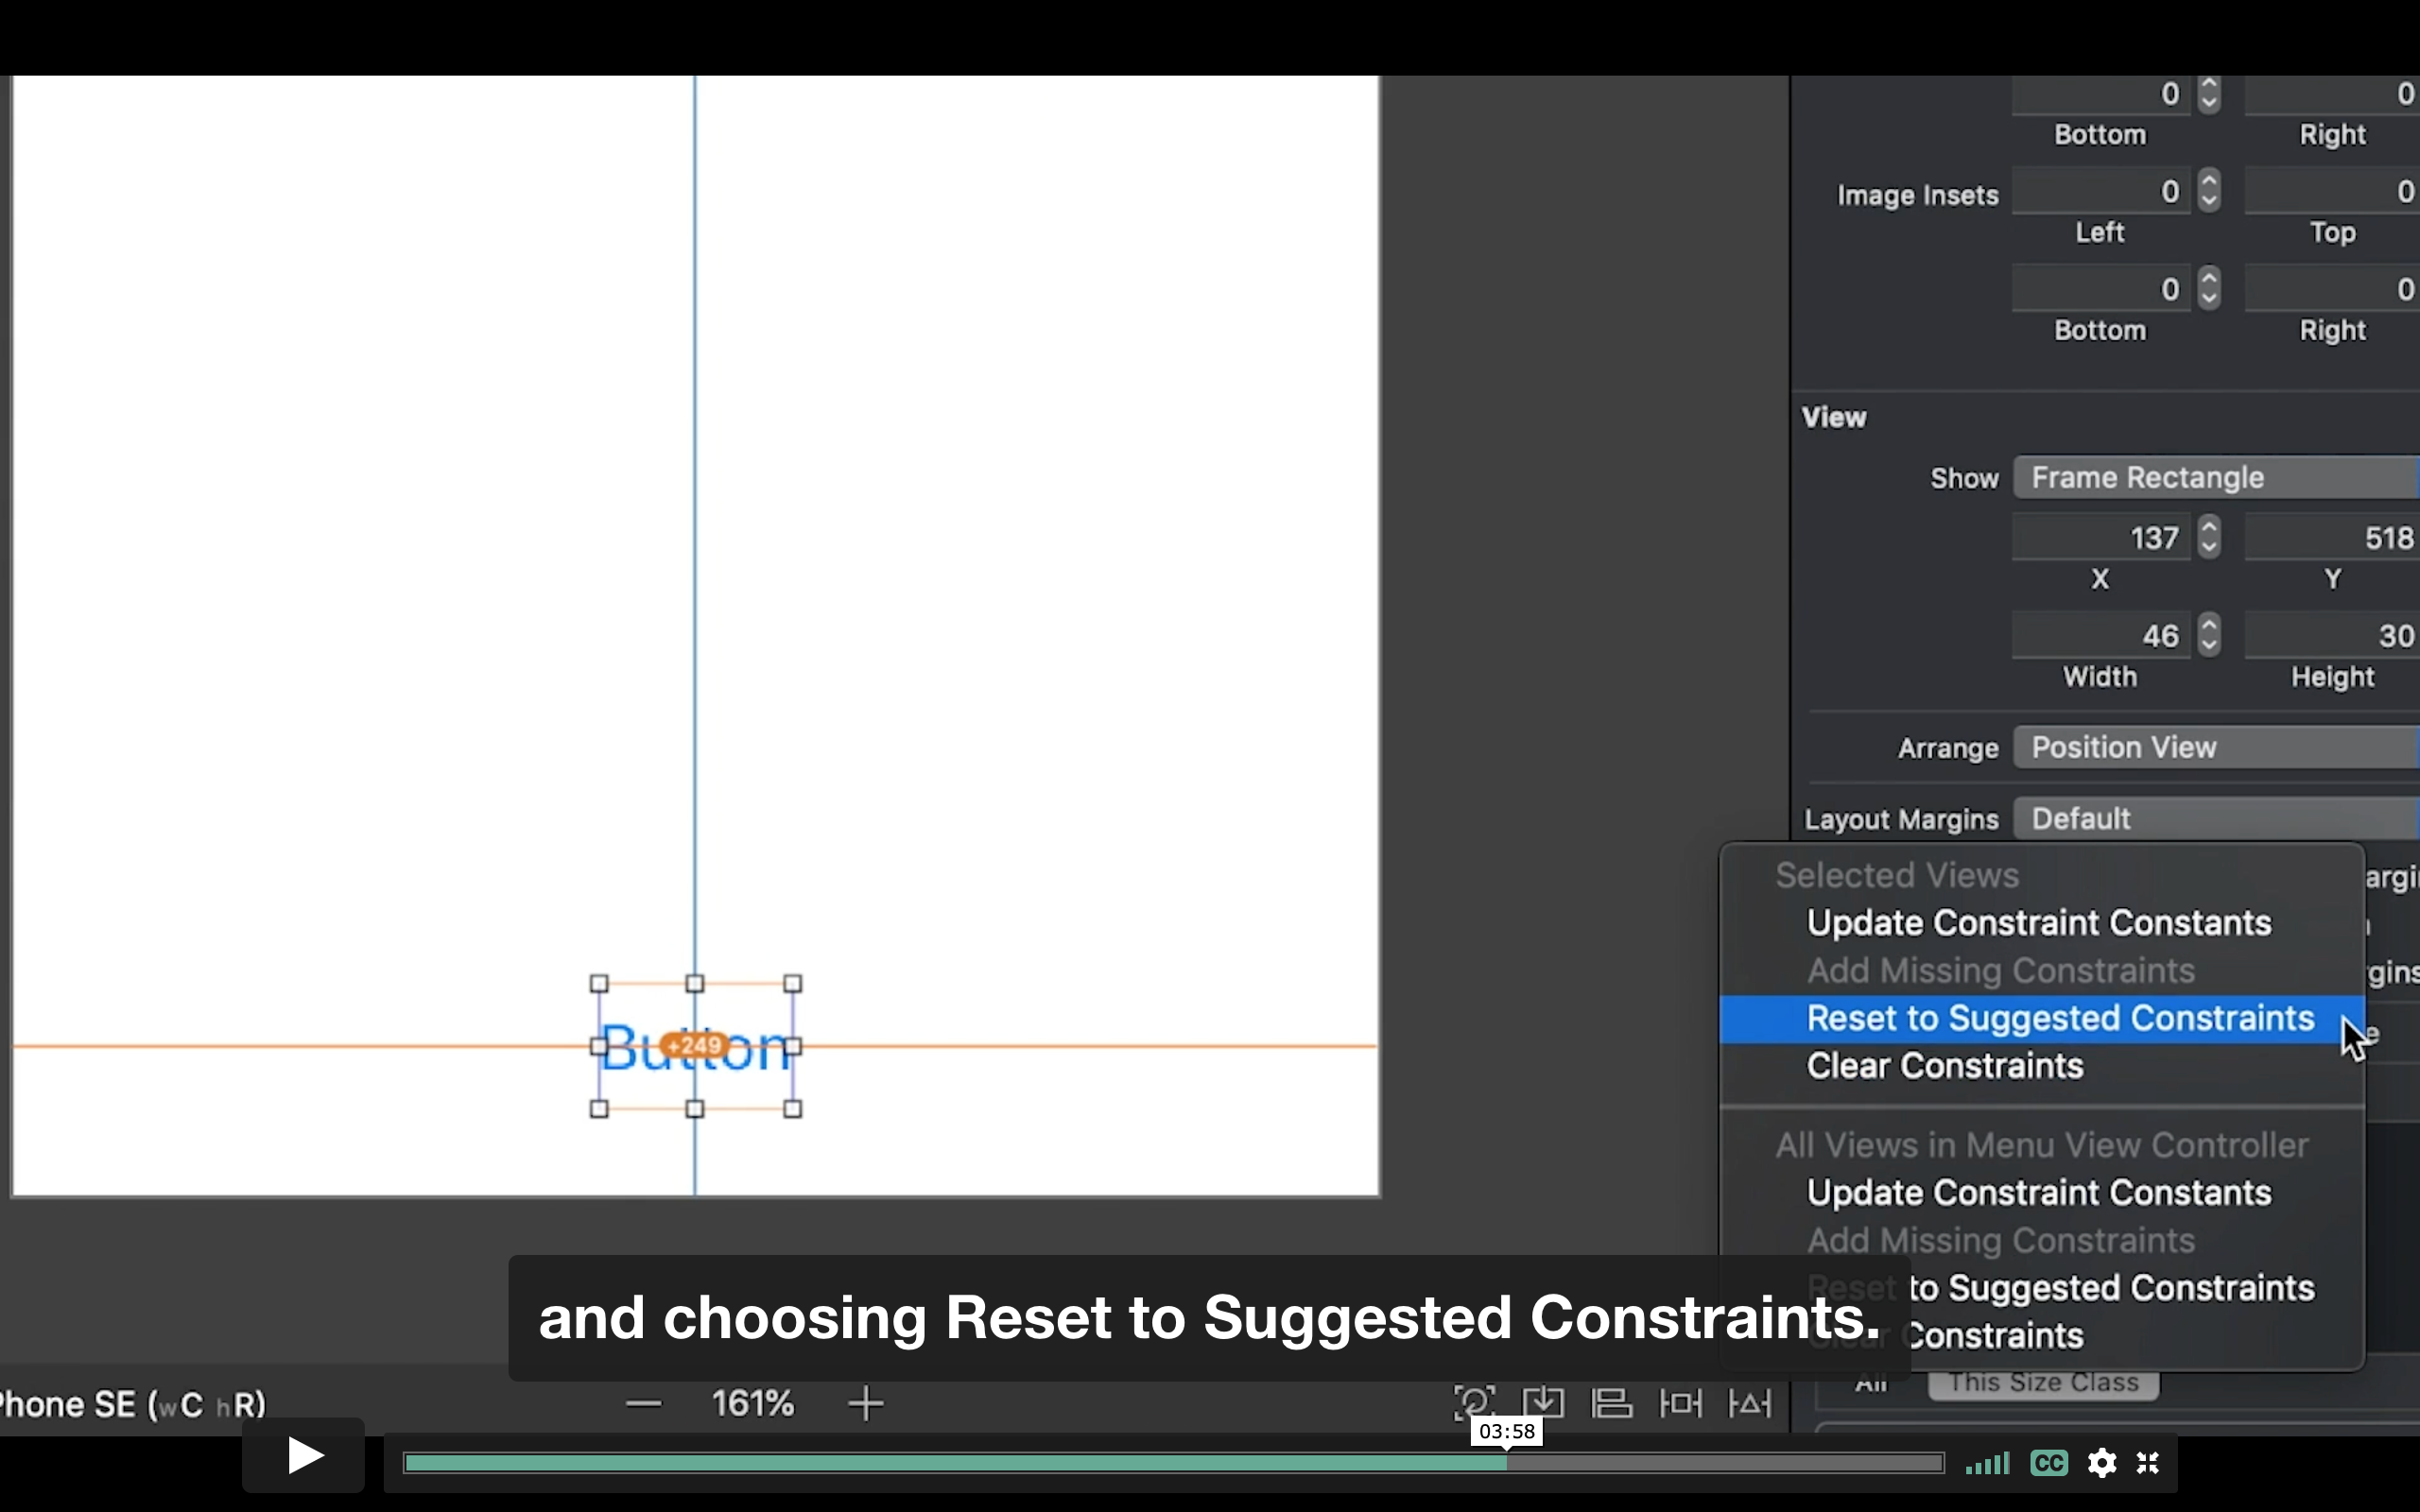 0 0
Bottom Right
Image Insets 0 0
Left Top
0 0
Bottom Right
View
Show Frame Rectangle
137 518
X Y
46 30
Width Height
Arrange Position View
Layout Margins Default
Selected Views
Update Constraint Constants
Add Missing Constraints
Reset to Suggested Constraints
Clear Constraints
Button
+249
All Views in Menu View Controller
Update Constraint Constants
Add Missing Constraints
Reset to Suggested Constraints
Clear Constraints
and choosing Reset to Suggested Constraints.
All This Size Class
Phone SE (wC hR)
161%
03:58
CC